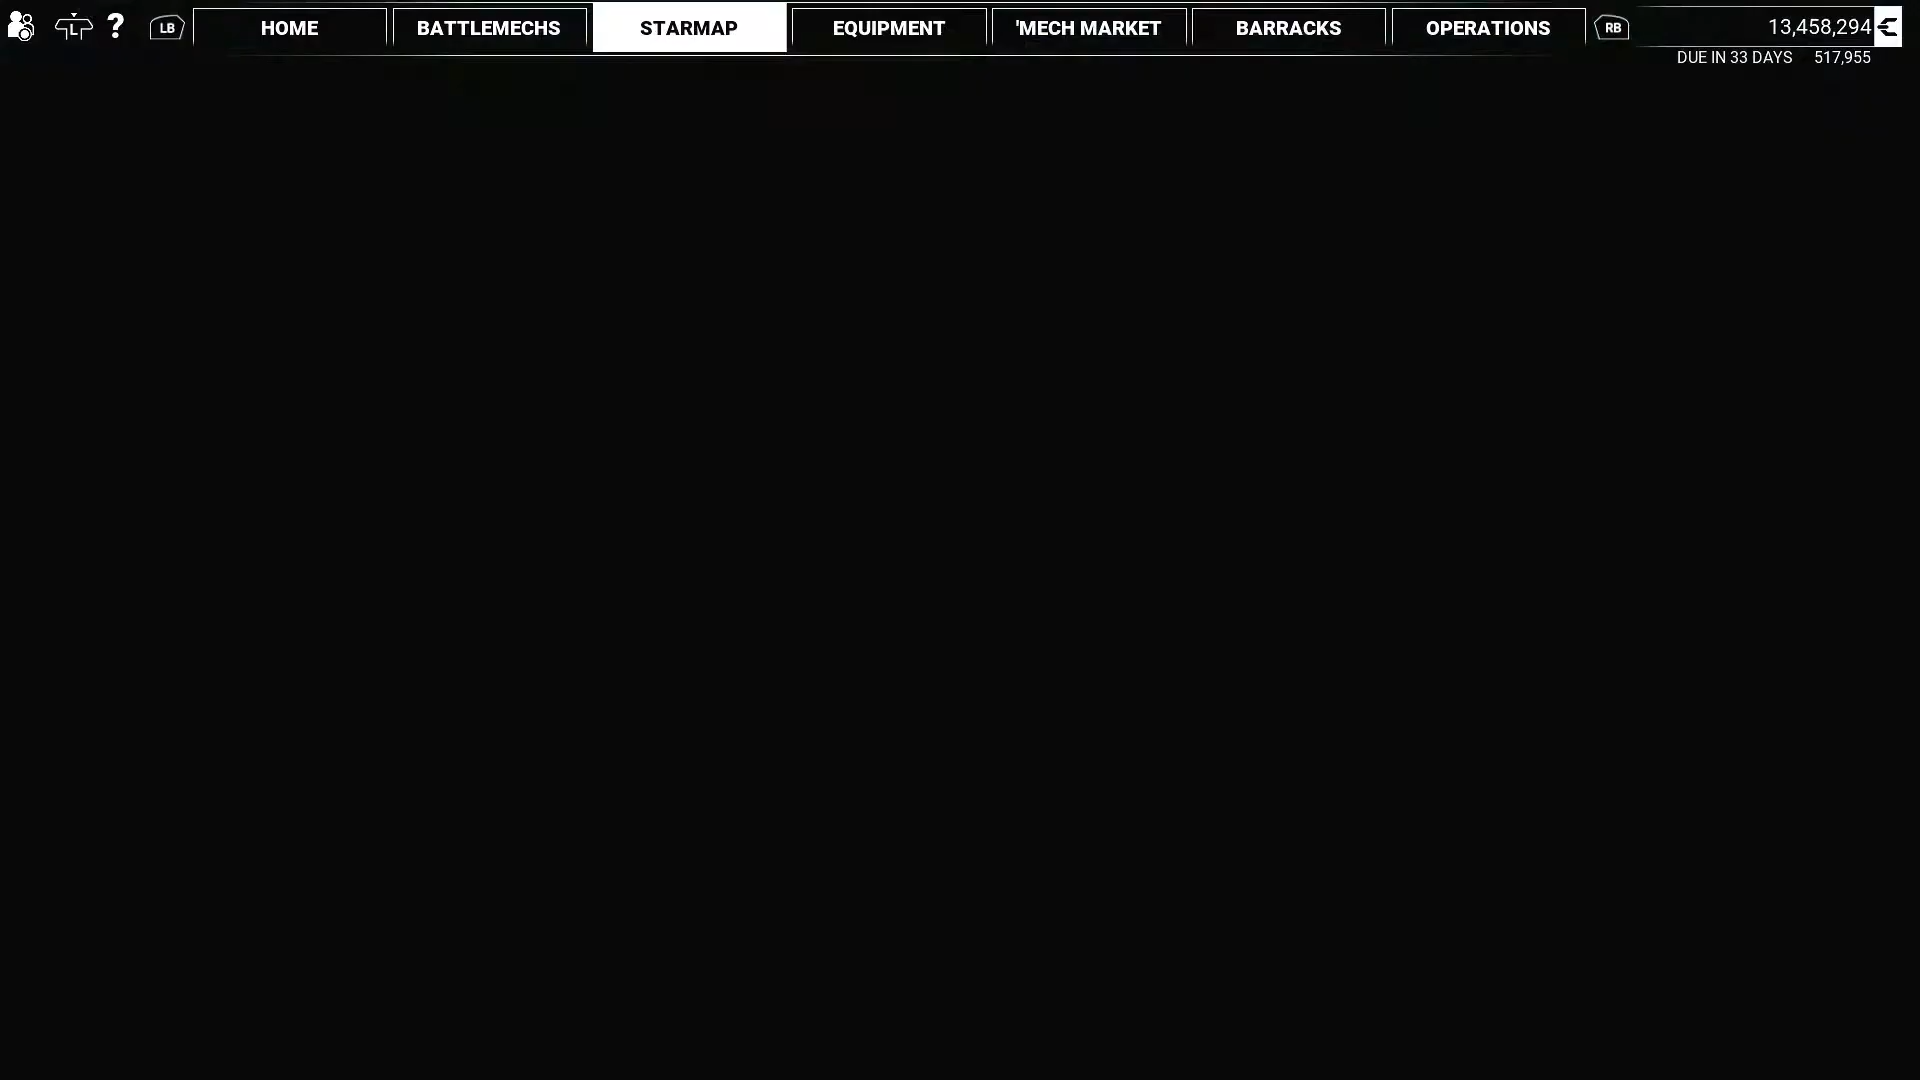 L ? LB HOME BATTLEMECHS STARMAP EQUIPMENT 'MECH MARKET BARRACKS OPERATIONS RB 13,458,294
DUE IN 33 DAYS 517,955